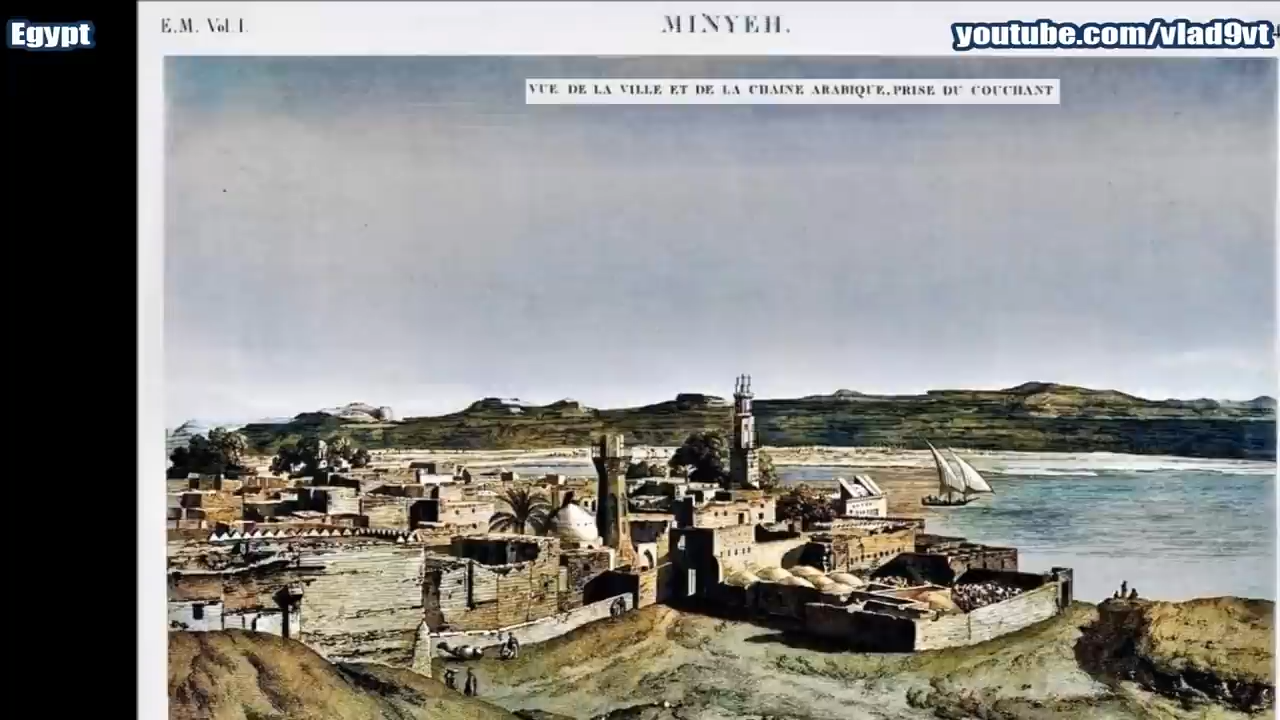 Egypt
E.M. Vol. I.
MINYEH.
youtube.com/vlad9vt
VUE DE LA VILLE ET DE LA CHAINE ARABIQUE, PRISE DU COUCHANT